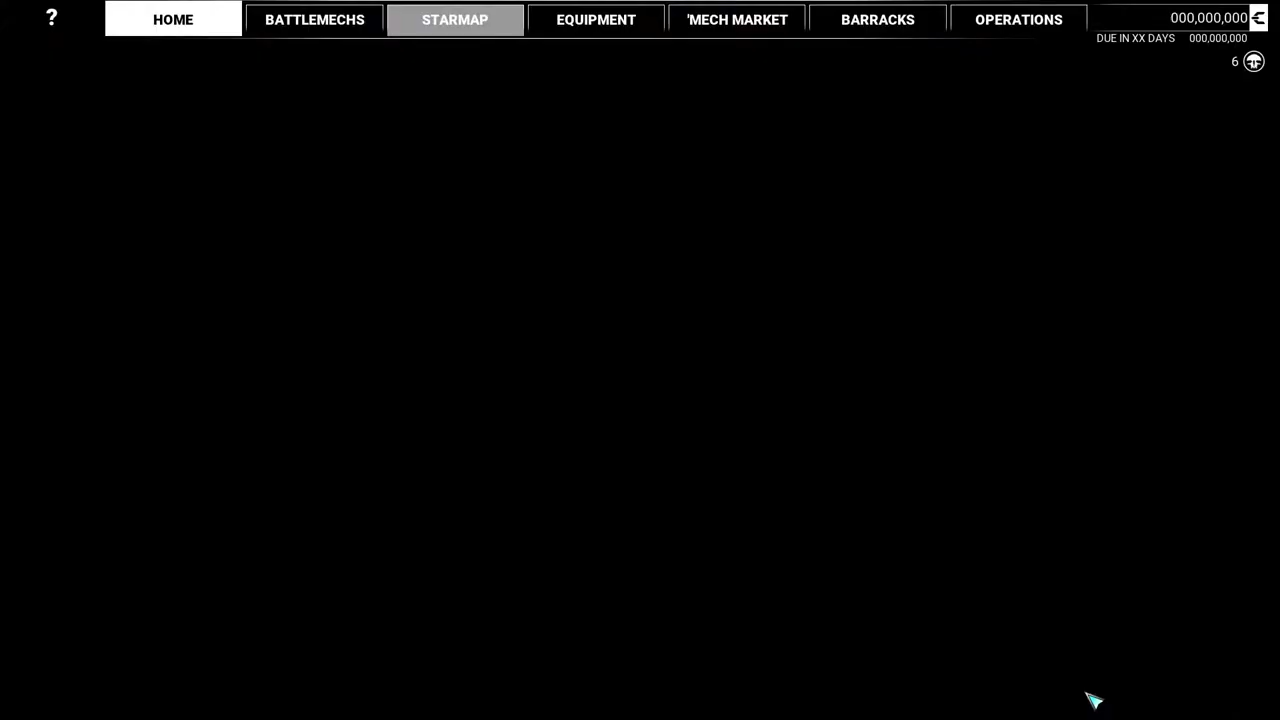 ?
HOME
BATTLEMECHS
STARMAP
EQUIPMENT
'MECH MARKET
BARRACKS
OPERATIONS
000,000,000
DUE IN XX DAYS 000,000,000
6